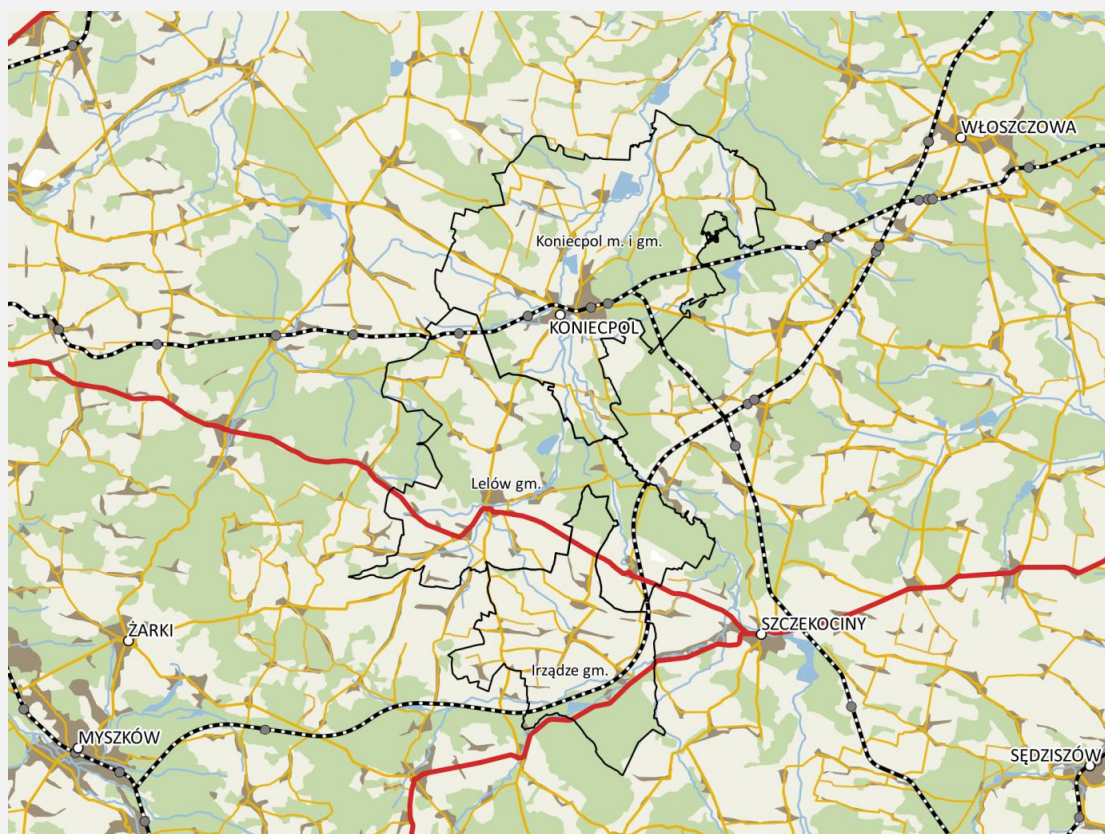 WŁOSZCZOWA
Koniecpol m. i gm.
KONIECPOL
Lelów gm.
ŻARKI
SZCZEKOCINY
Irządze gm.
MYSZKÓW
SĘDZISZÓW